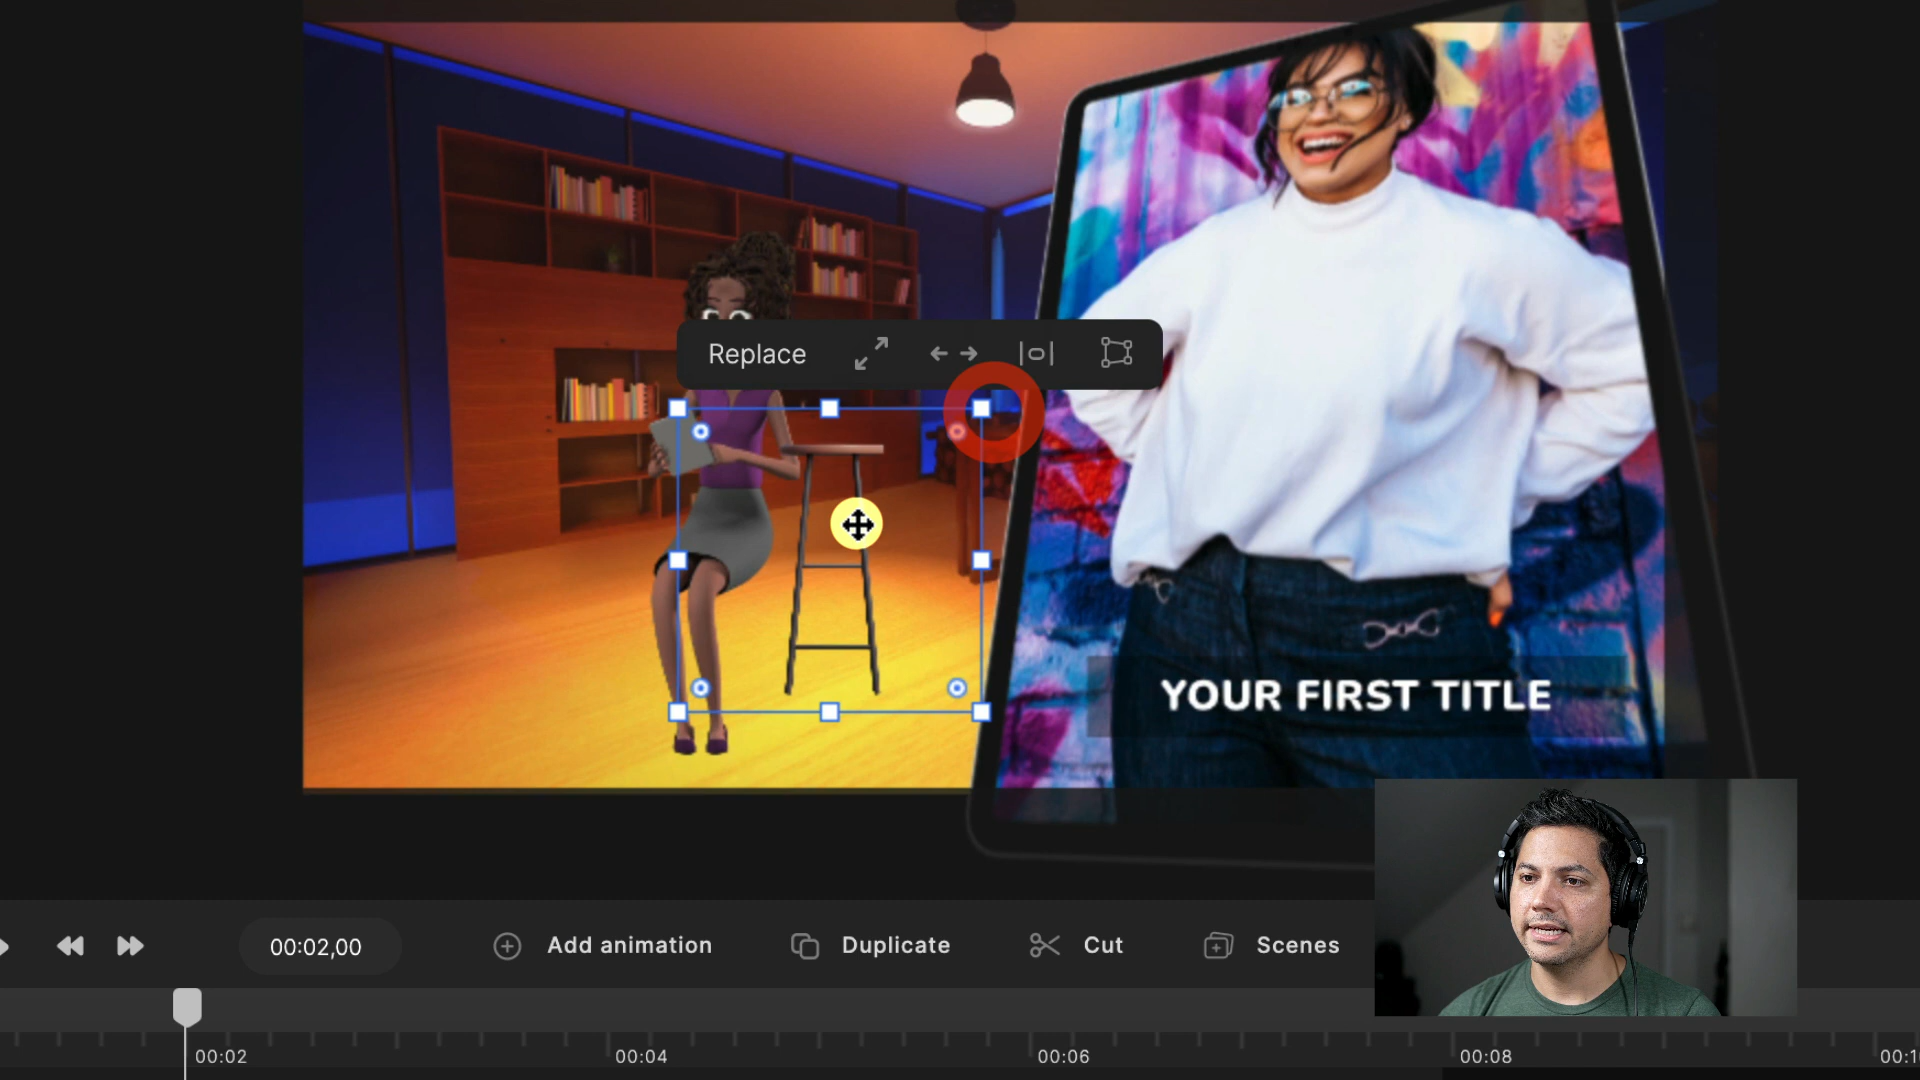 Replace
YOUR FIRST TITLE
00:02,00
Add animation
Duplicate
Cut
Scenes
00:02
00:04
00:06
00:08